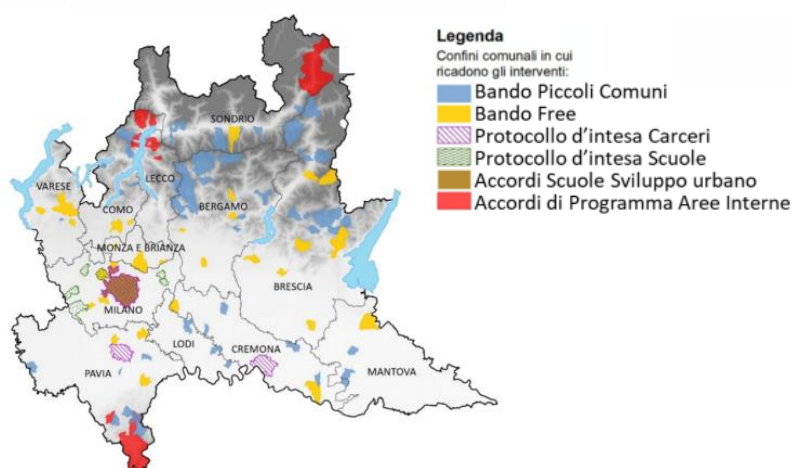 Legenda
Confini comunali in cui
ricadono gli interventi:
Bando Piccoli Comuni
Bando Free
Protocollo d'intesa Carceri
Protocollo d'intesa Scuole
Accordi Scuole Sviluppo urbano
Accordi di Programma Aree Interne
SONDRIO
LECCO
VARESE
COMO
BERGAMO
MONZA E BRIANZA
BRESCIA
MILANO
LODI
CREMONA
PAVIA
MANTOVA